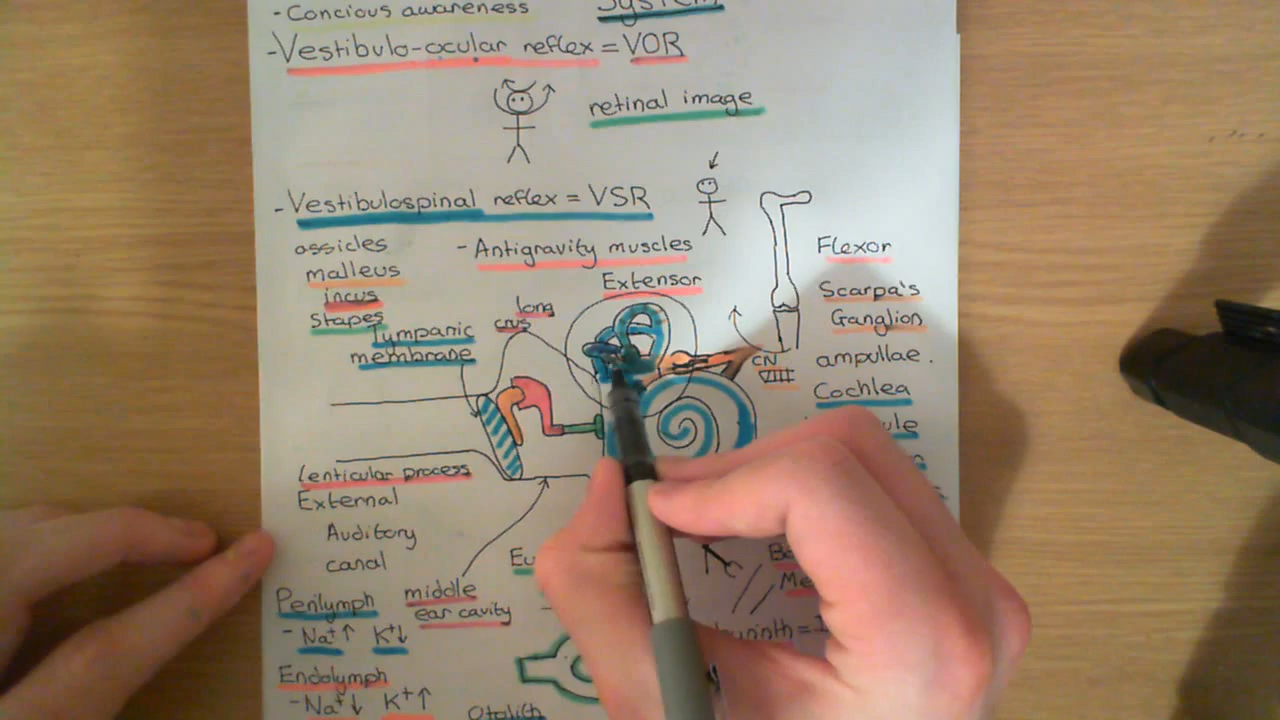 - Concious awareness
System
- Vestibulo-ocular reflex = VOR
retinal image
- Vestibulospinal reflex = VSR
ossicles
malleus
incus
stapes
- Antigravity muscles
Extensor
Flexor
Scarpa's
Ganglion
ampullae.
Cochlea
long
crus
Tympanic
membrane
CN
VIII
lenticular process
External
Auditory
canal
middle
ear cavity
Perilymph
- Na+↑ K+↓
Endolymph
- Na+↓ K+↑
Otolith